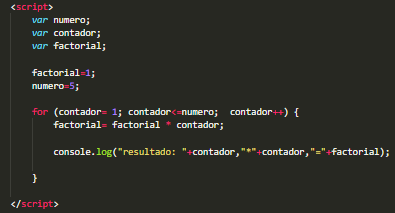 <script>
var numero;
var contador;
var factorial;
factorial=1;
numero=5;
for (contador= 1; contador<=numero;  contador++) {
factorial= factorial * contador;
console.log("resultado: "+contador,"*"+contador,"="+factorial);
}
</script>